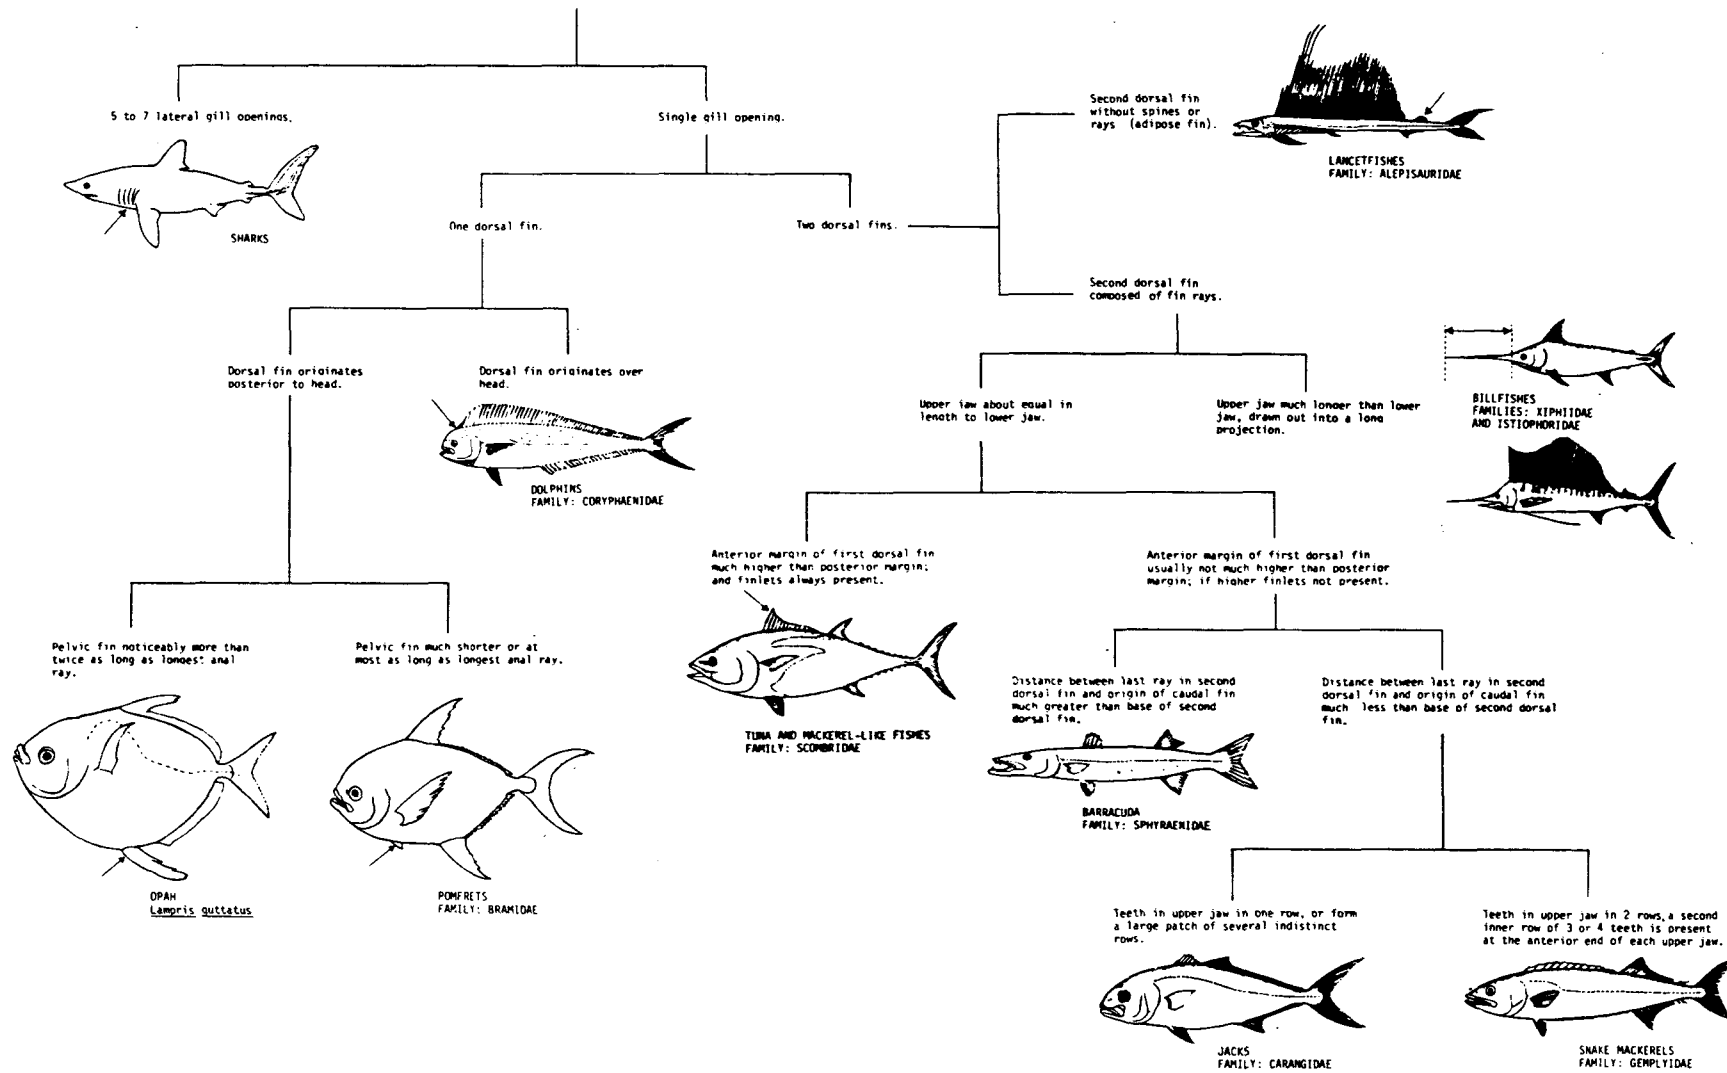 5 to 7 lateral gill openings.
SHARKS
Single gill opening.
Second dorsal fin
without spines or
rays (adipose fin).
LANCETFISHES
FAMILY: ALEPISAURIDAE
One dorsal fin.
Two dorsal fins.
Second dorsal fin
composed of fin rays.
Dorsal fin originates
posterior to head.
Dorsal fin originates over
head.
DOLPHINS
FAMILY: CORYPHAENIDAE
Upper jaw about equal in
length to lower jaw.
Upper jaw much longer than lower
jaw, drawn out into a long
projection.
BILLFISHES
FAMILIES: XIPHIIDAE
AND ISTIOPHORIDAE
Anterior margin of first dorsal fin
much higher than posterior margin;
and finlets always present.
TUNA AND MACKEREL-LIKE FISHES
FAMILY: SCOMBRIDAE
Anterior margin of first dorsal fin
usually not much higher than posterior
margin; if higher finlets not present.
Pelvic fin noticeably more than
twice as long as longest anal
ray.
OPAH
Lampris guttatus
Pelvic fin much shorter or at
most as long as longest anal ray.
POMFRETS
FAMILY: BRAMIDAE
Distance between last ray in second
dorsal fin and origin of caudal fin
much greater than base of second
dorsal fin.
BARRACUDA
FAMILY: SPHYRAENIDAE
Distance between last ray in second
dorsal fin and origin of caudal fin
much less than base of second dorsal
fin.
Teeth in upper jaw in one row, or form
a large patch of several indistinct
rows.
JACKS
FAMILY: CARANGIDAE
Teeth in upper jaw in 2 rows, a second
inner row of 3 or 4 teeth is present
at the anterior end of each upper jaw.
SNAKE MACKERELS
FAMILY: GEMPLYIDAE